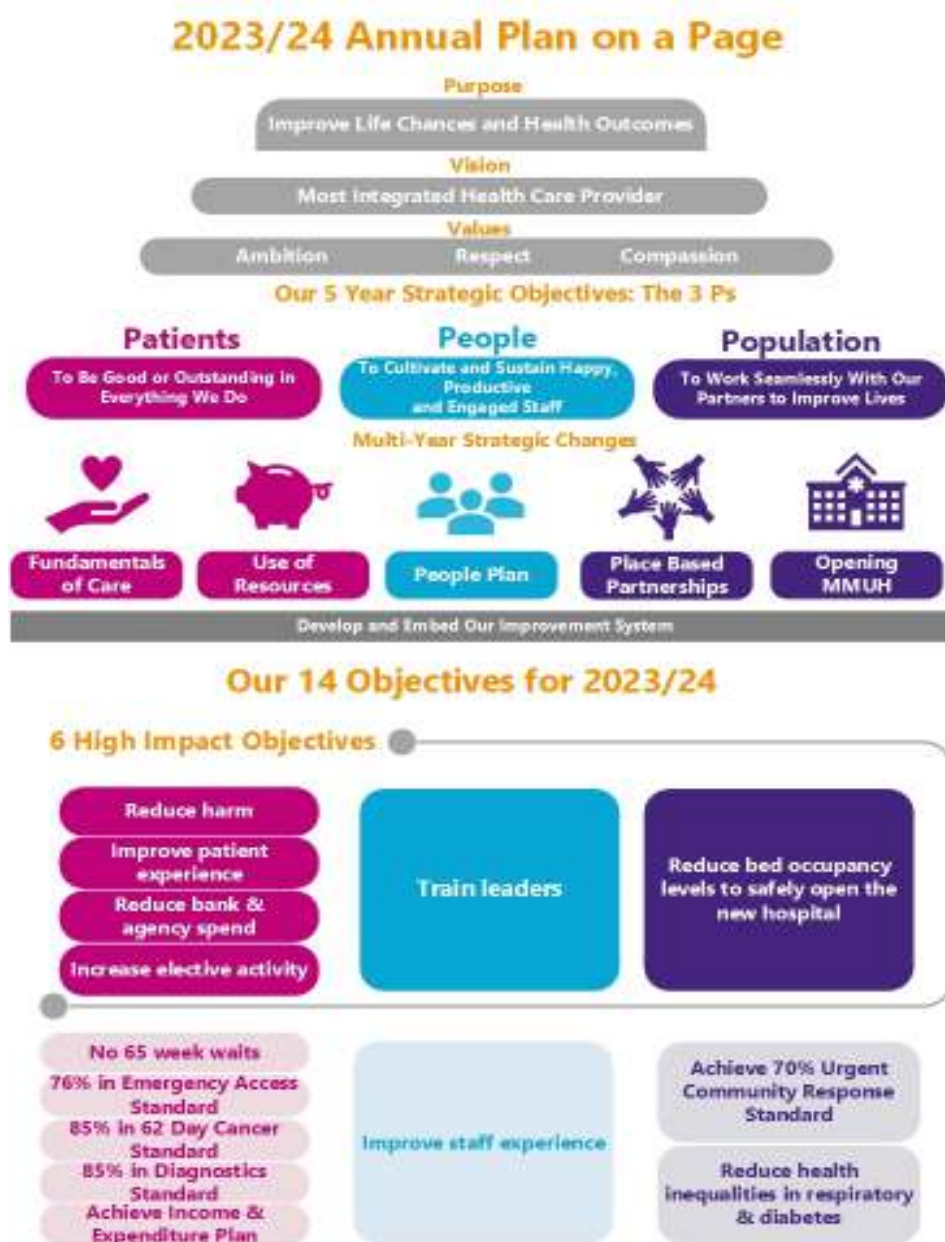 2023/24 Annual Plan on a Page
Purpose
Improve Life Chances and Health Outcomes
Vision
Most Integrated Health Care Provider
Values
Ambition Respect Compassion
Our 5 Year Strategic Objectives: The 3 Ps
Patients
To Be Good or Outstanding in
Everything We Do
People
To Cultivate and Sustain Happy,
Productive
and Engaged Staff
Population
To Work Seamlessly With Our
Partners to Improve Lives
Multi-Year Strategic Changes
Fundamentals
of Care
Use of
Resources
People Plan
Place Based
Partnerships
Opening
MMUH
Develop and Embed Our Improvement System
Our 14 Objectives for 2023/24
6 High Impact Objectives
Reduce harm
Improve patient
experience
Reduce bank &
agency spend
Increase elective activity
Train leaders
Reduce bed occupancy
levels to safely open the
new hospital
No 65 week waits
76% in Emergency Access
Standard
85% in 62 Day Cancer
Standard
85% in Diagnostics
Standard
Achieve Income &
Expenditure Plan
Improve staff experience
Achieve 70% Urgent
Community Response
Standard
Reduce health
inequalities in respiratory
& diabetes